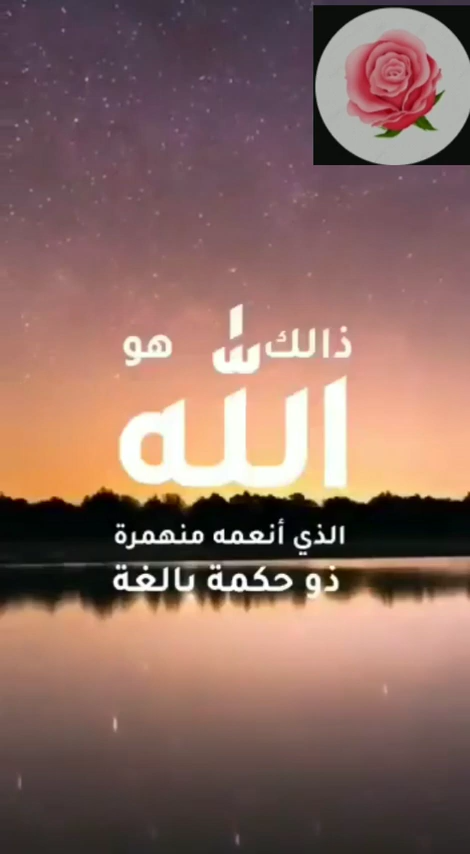 ذالك هو
الله
الذي أنعمه منهمرة
ذو حكمة بالغة